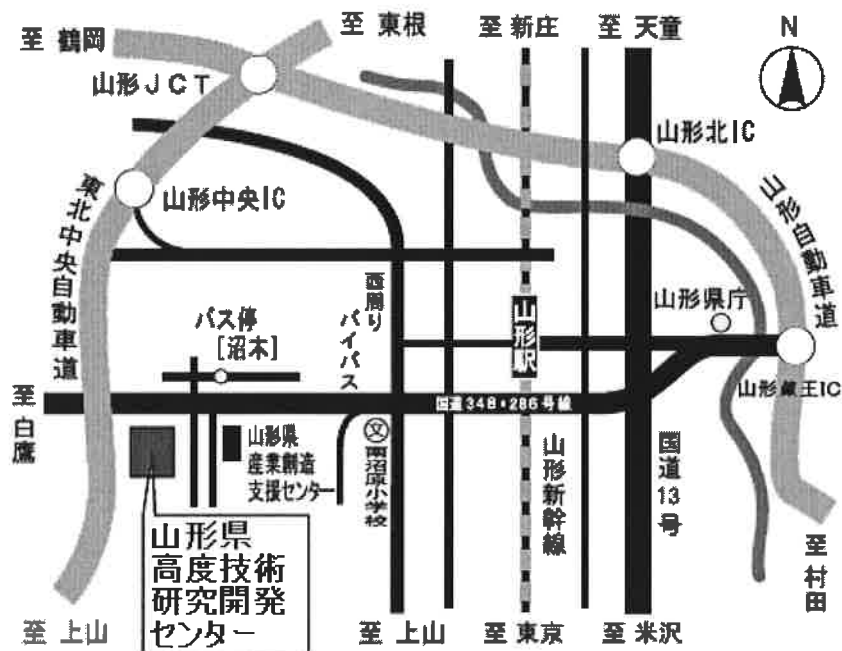 至 鶴岡
至 東根
至 新庄
至 天童
N
山形JCT
山形北IC
山形中央IC
東北中央自動車道
山形自動車道
西廻り
バイパス
山形駅
山形県庁
バス停
[沼木]
山形蔵王IC
至 白鷹
国道348・286号線
山形県
産業創造
支援センター
文
南沼原小学校
山形新幹線
国道13号
山形県
高度技術
研究開発
センター
至 村田
至 上山
至 上山
至 東京
至 米沢